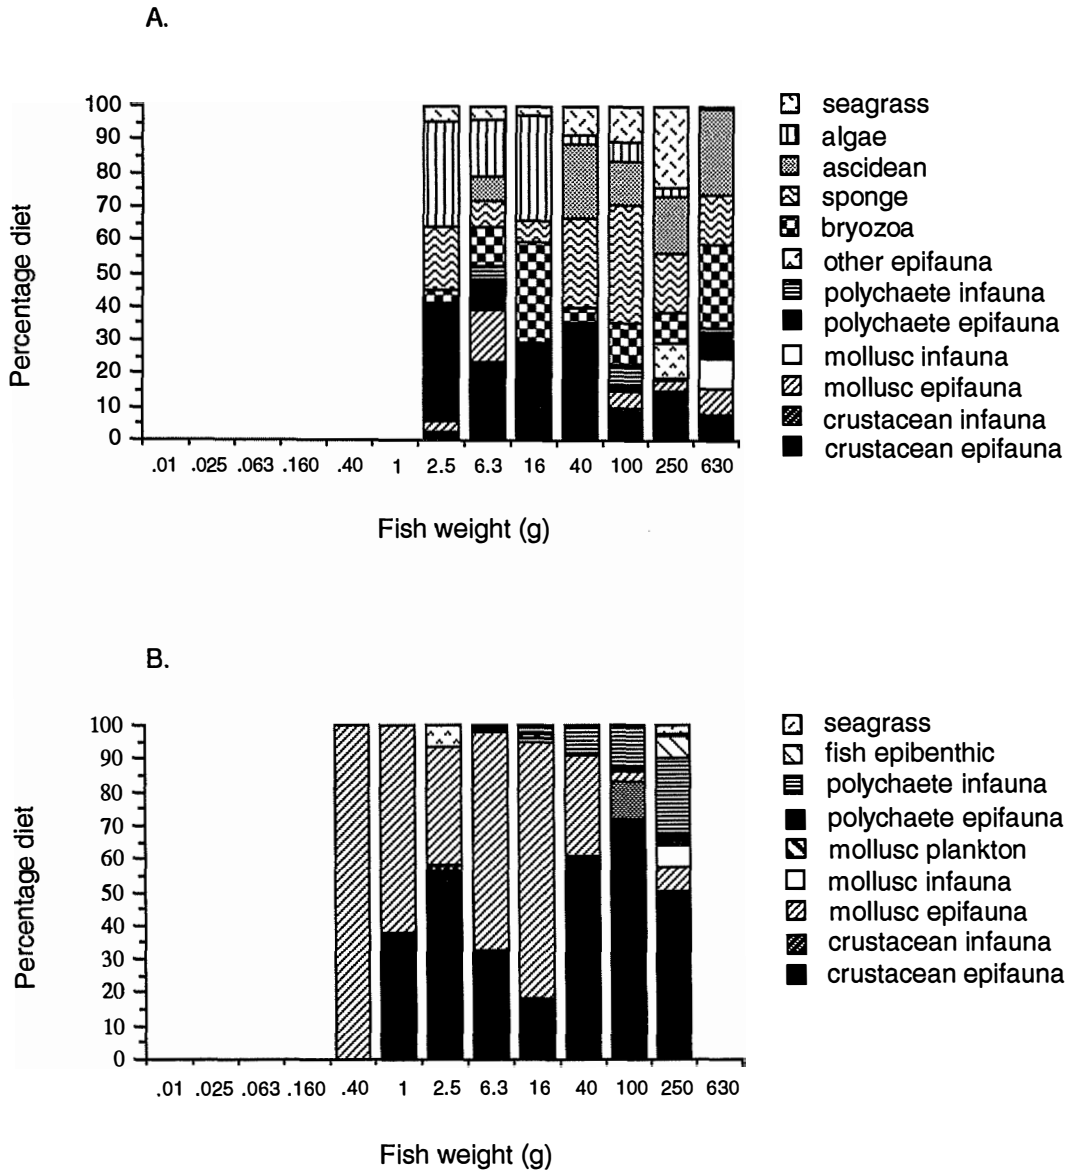 A.
Percentage diet
100
90
80
70
60
50
40
30
20
10
0
.01 .025 .063 .160 .40 1 2.5 6.3 16 40 100 250 630
Fish weight (g)
seagrass
algae
ascidean
sponge
bryozoa
other epifauna
polychaete infauna
polychaete epifauna
mollusc infauna
mollusc epifauna
crustacean infauna
crustacean epifauna
B.
Percentage diet
100
90
80
70
60
50
40
30
20
10
0
.01 .025 .063 .160 .40 1 2.5 6.3 16 40 100 250 630
Fish weight (g)
seagrass
fish epibenthic
polychaete infauna
polychaete epifauna
mollusc plankton
mollusc infauna
mollusc epifauna
crustacean infauna
crustacean epifauna